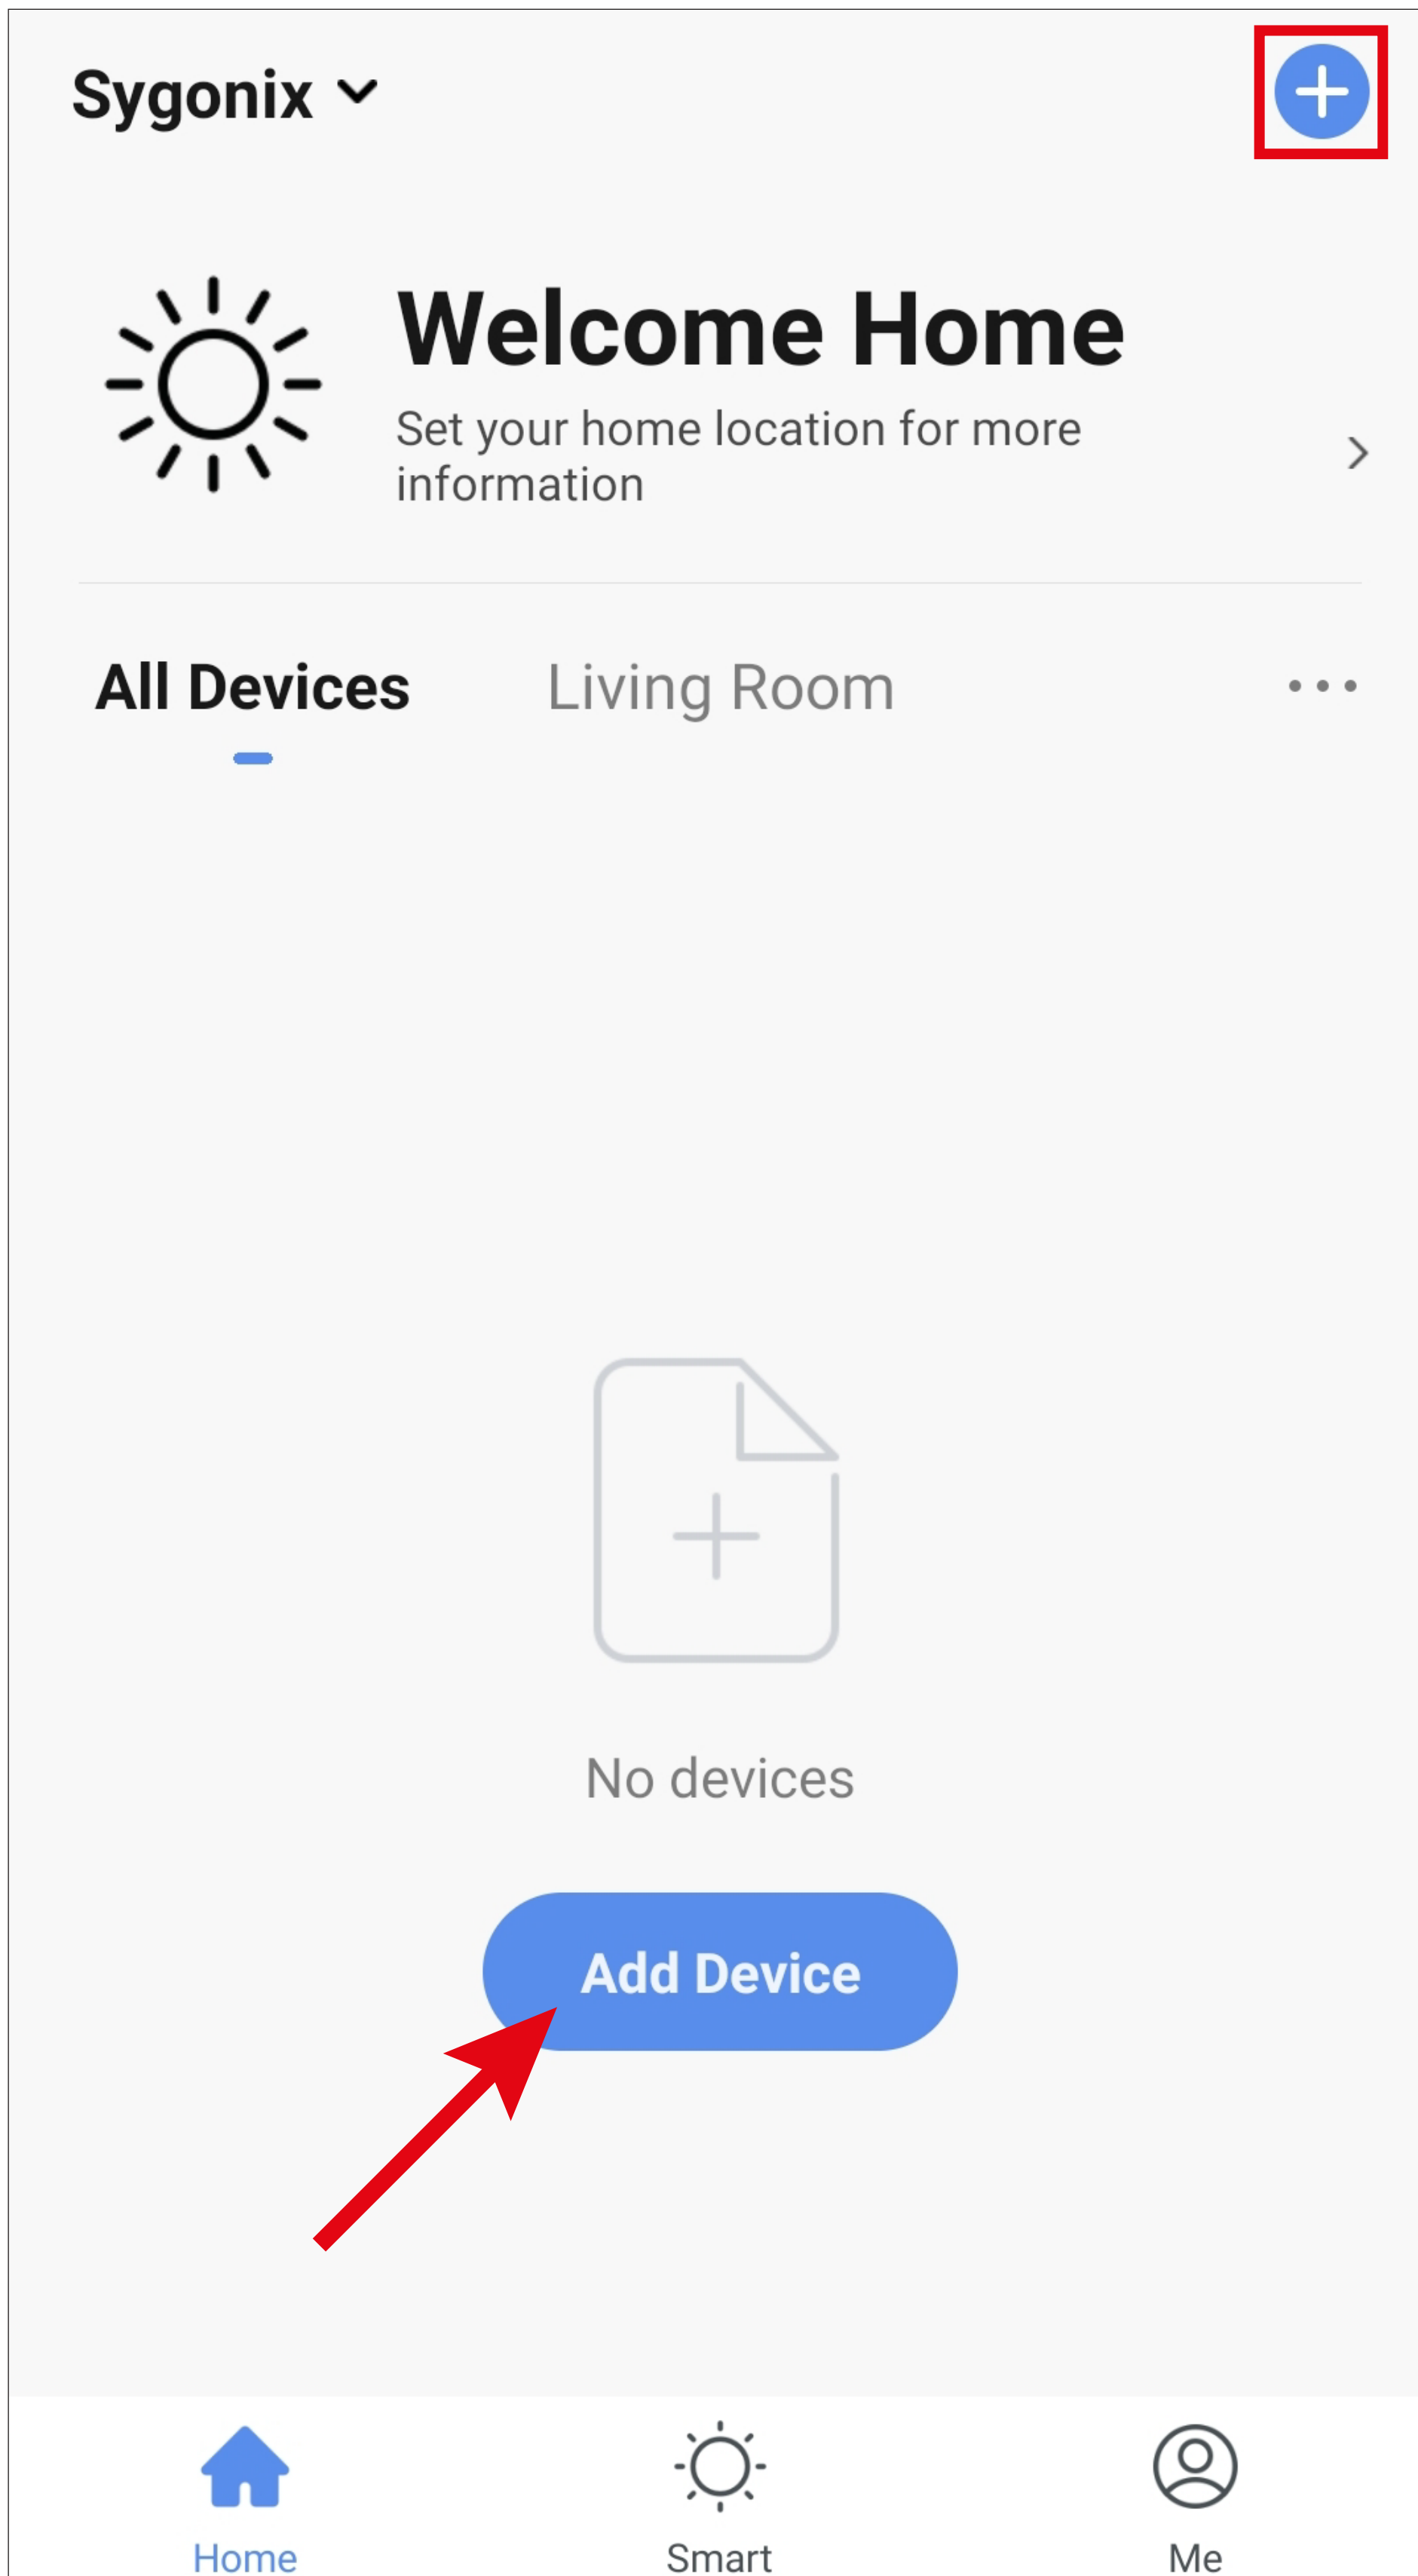 Sygonix
Welcome Home
Set your home location for more
information
All Devices
Living Room
No devices
Add Device
Home
Smart
Me